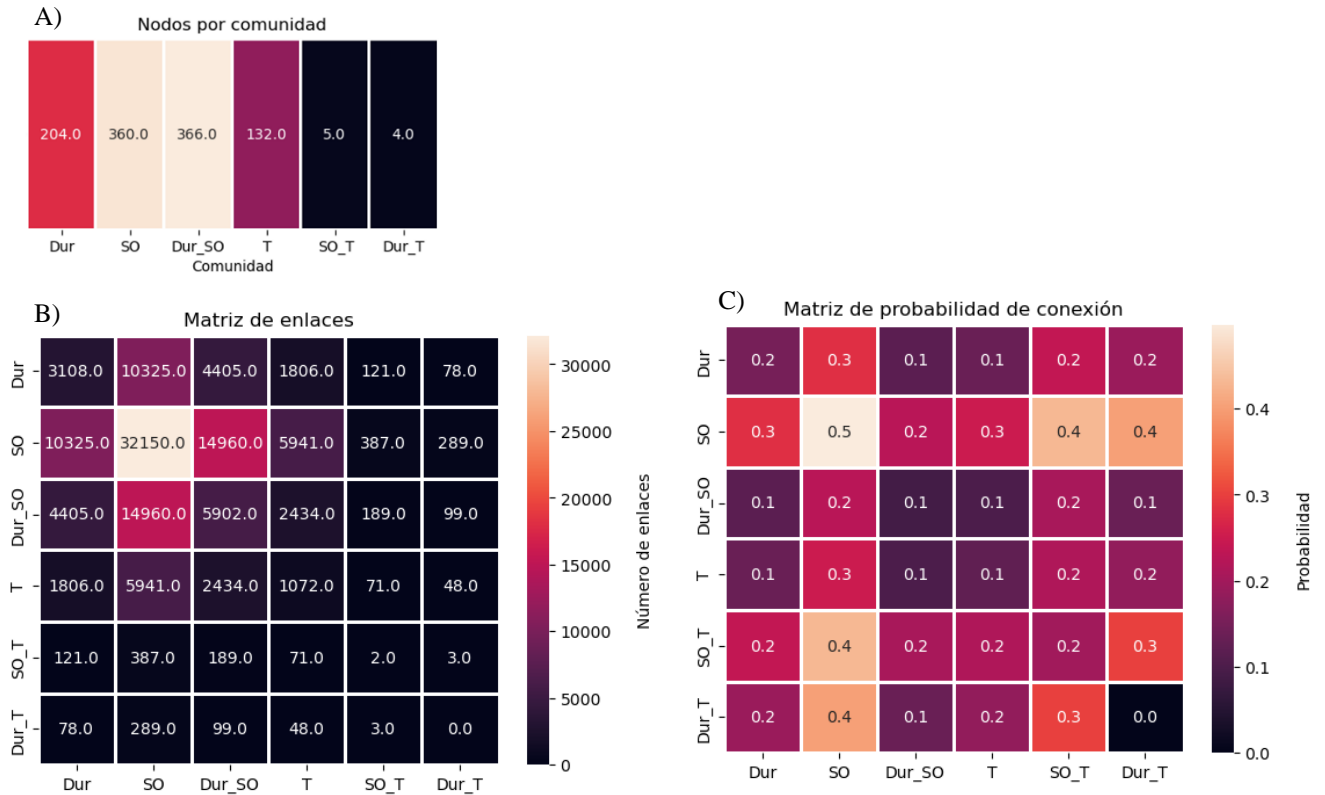 A)
Nodos por comunidad
204.0 360.0 366.0 132.0 5.0 4.0
Dur SO Dur_SO T SO_T Dur_T
Comunidad
B)
Matriz de enlaces
Dur 3108.0 10325.0 4405.0 1806.0 121.0 78.0
SO 10325.0 32150.0 14960.0 5941.0 387.0 289.0
Dur_SO 4405.0 14960.0 5902.0 2434.0 189.0 99.0
T 1806.0 5941.0 2434.0 1072.0 71.0 48.0
SO_T 121.0 387.0 189.0 71.0 2.0 3.0
Dur_T 78.0 289.0 99.0 48.0 3.0 0.0
Dur SO Dur_SO T SO_T Dur_T
30000
25000
20000
15000
10000
5000
0
Número de enlaces
C)
Matriz de probabilidad de conexión
Dur 0.2 0.3 0.1 0.1 0.2 0.2
SO 0.3 0.5 0.2 0.3 0.4 0.4
Dur_SO 0.1 0.2 0.1 0.1 0.2 0.1
T 0.1 0.3 0.1 0.1 0.2 0.2
SO_T 0.2 0.4 0.2 0.2 0.2 0.3
Dur_T 0.2 0.4 0.1 0.2 0.3 0.0
Dur SO Dur_SO T SO_T Dur_T
0.4
0.3
0.2
0.1
0.0
Probabilidad